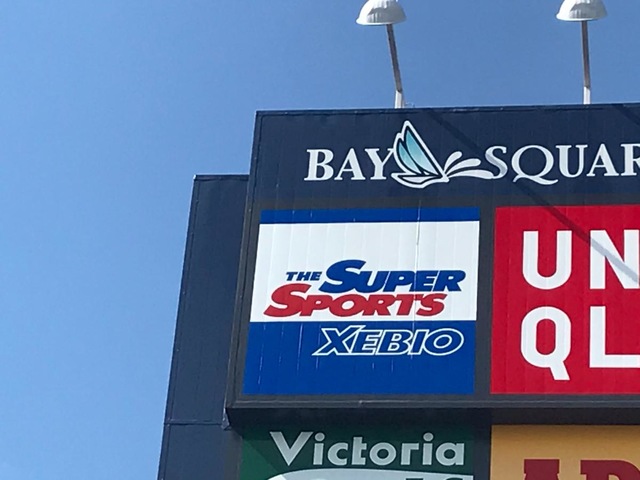 BAY SQUAR
THE SUPER
SPORTS
XEBIO
UN
QL
Victoria